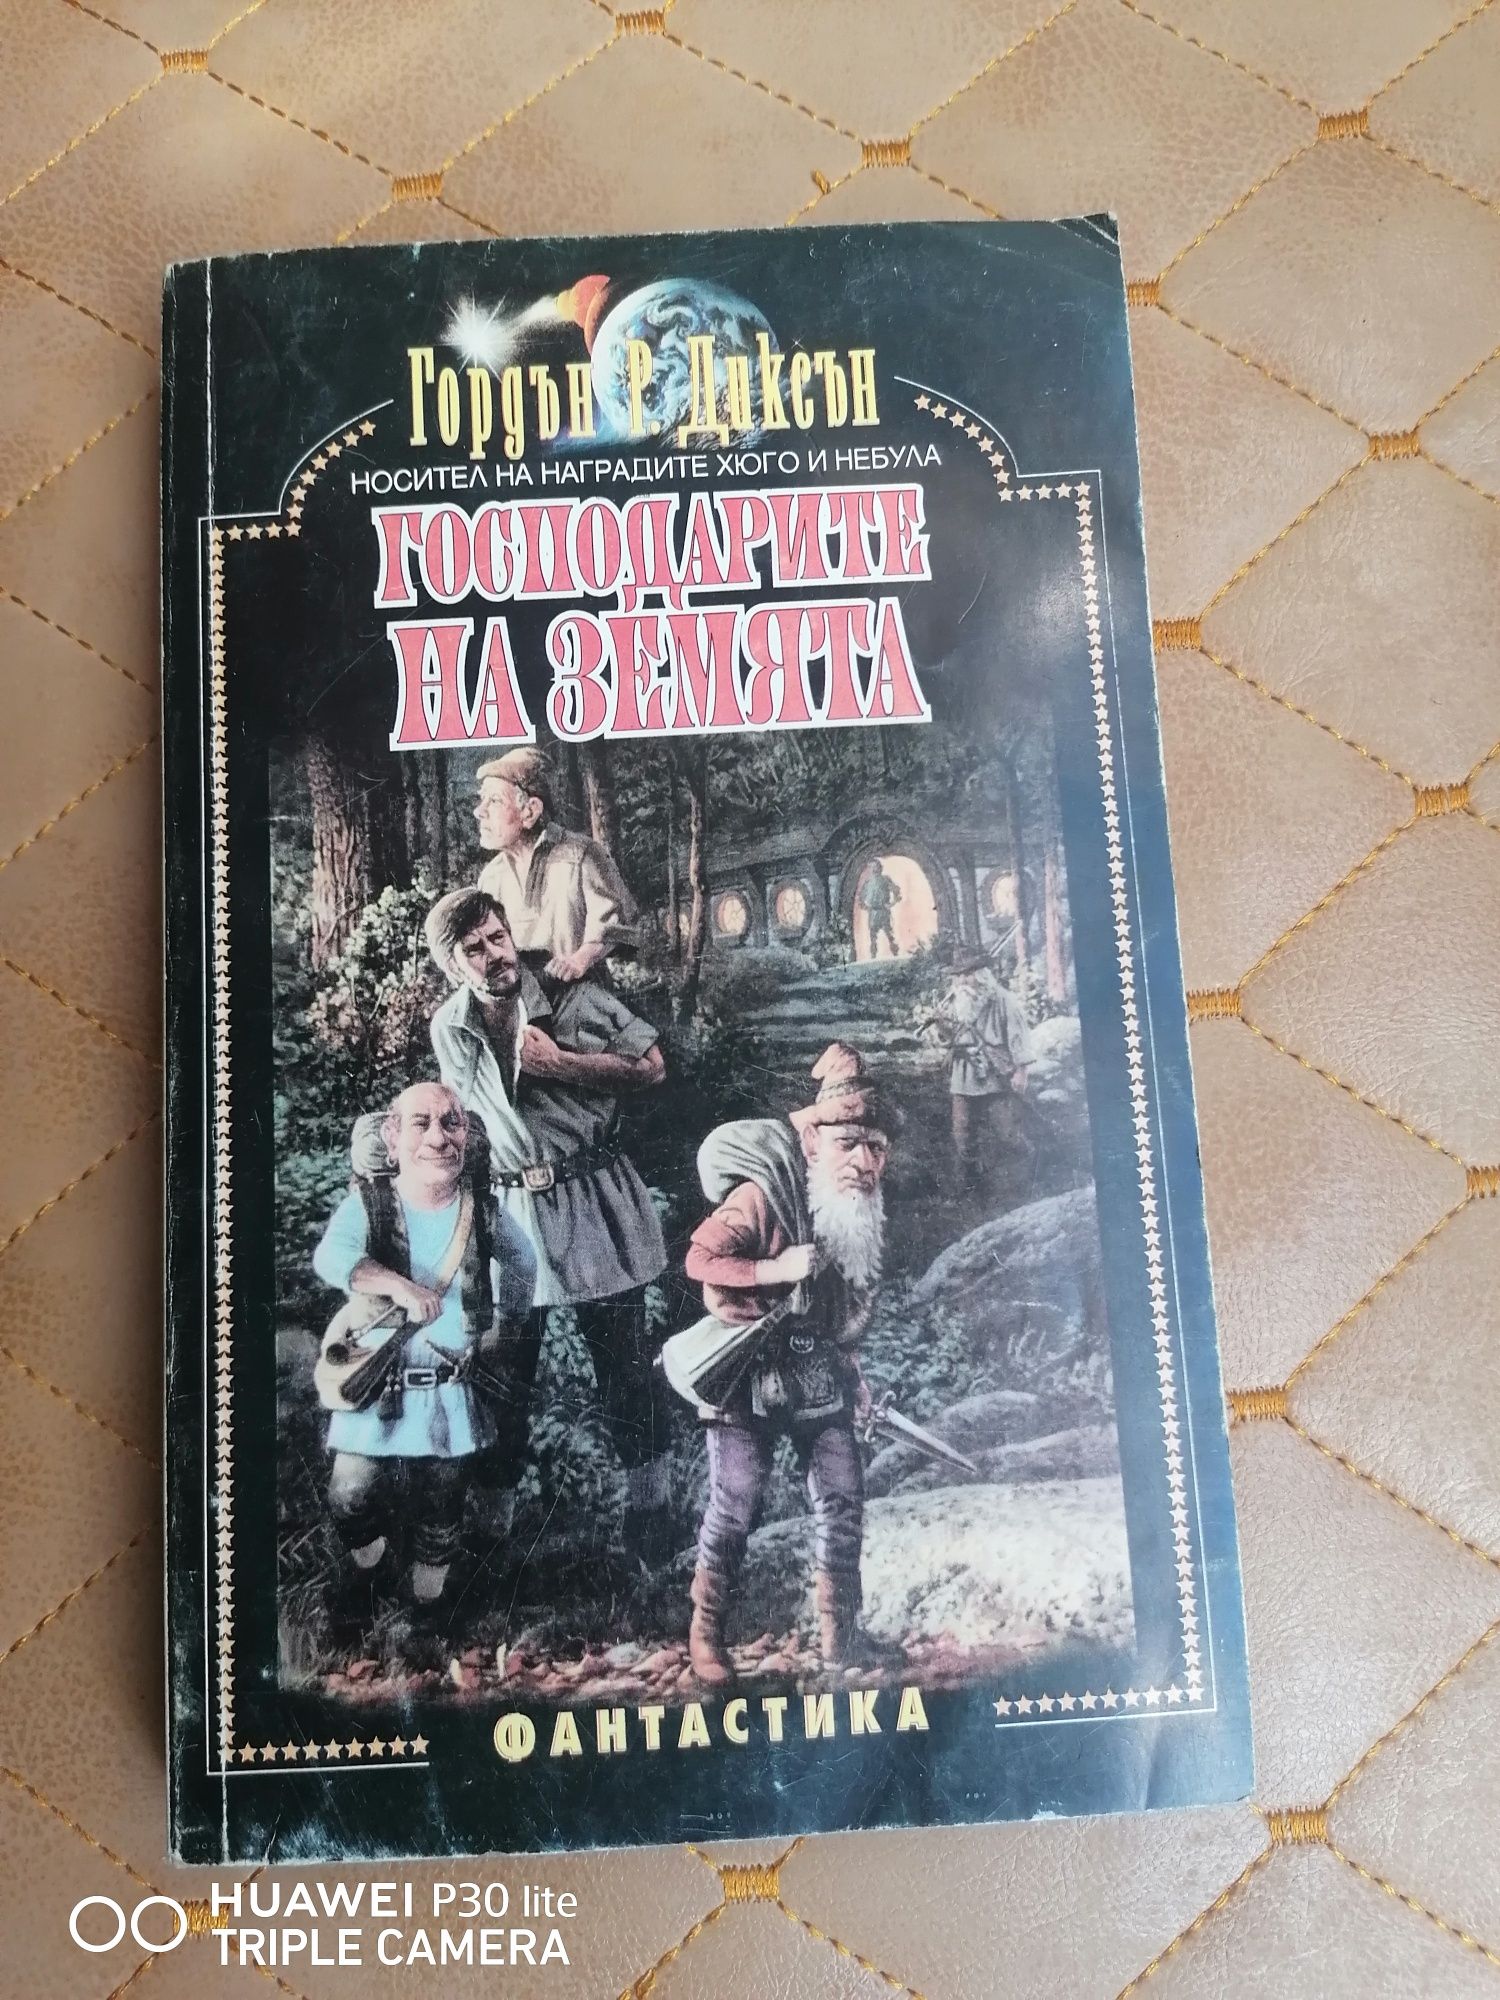 Гордън Р. Диксън
НОСИТЕЛ НА НАГРАДИТЕ ХЮГО И НЕБУЛА
ГОСПОДАРИТЕ
НА ЗЕМЯТА
ФАНТАСТИКА
HUAWEI P30 lite
TRIPLE CAMERA